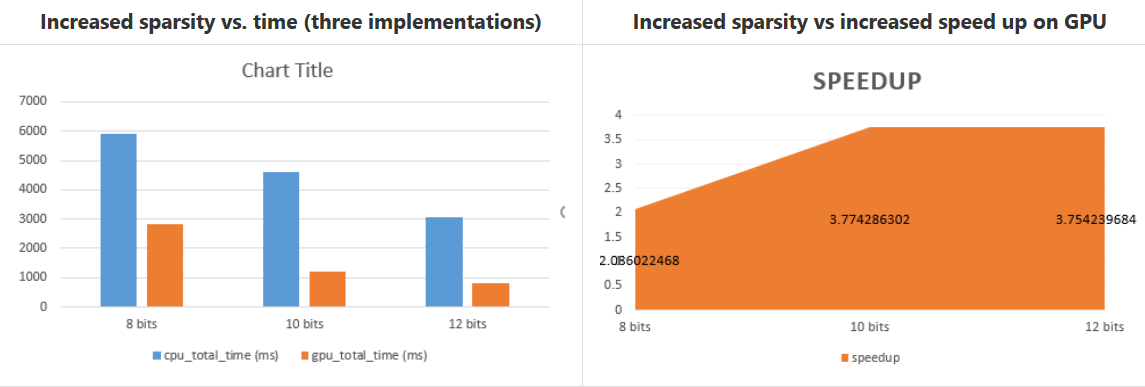 Increased sparsity vs. time (three implementations)
Increased sparsity vs increased speed up on GPU
Chart Title
7000
6000
5000
4000
3000
2000
1000
0
8 bits
10 bits
12 bits
cpu_total_time (ms)
gpu_total_time (ms)
SPEEDUP
4
3.5
3
2.5
2
1.5
1
0.5
0
2.086022468
3.774286302
3.754239684
8 bits
10 bits
12 bits
speedup